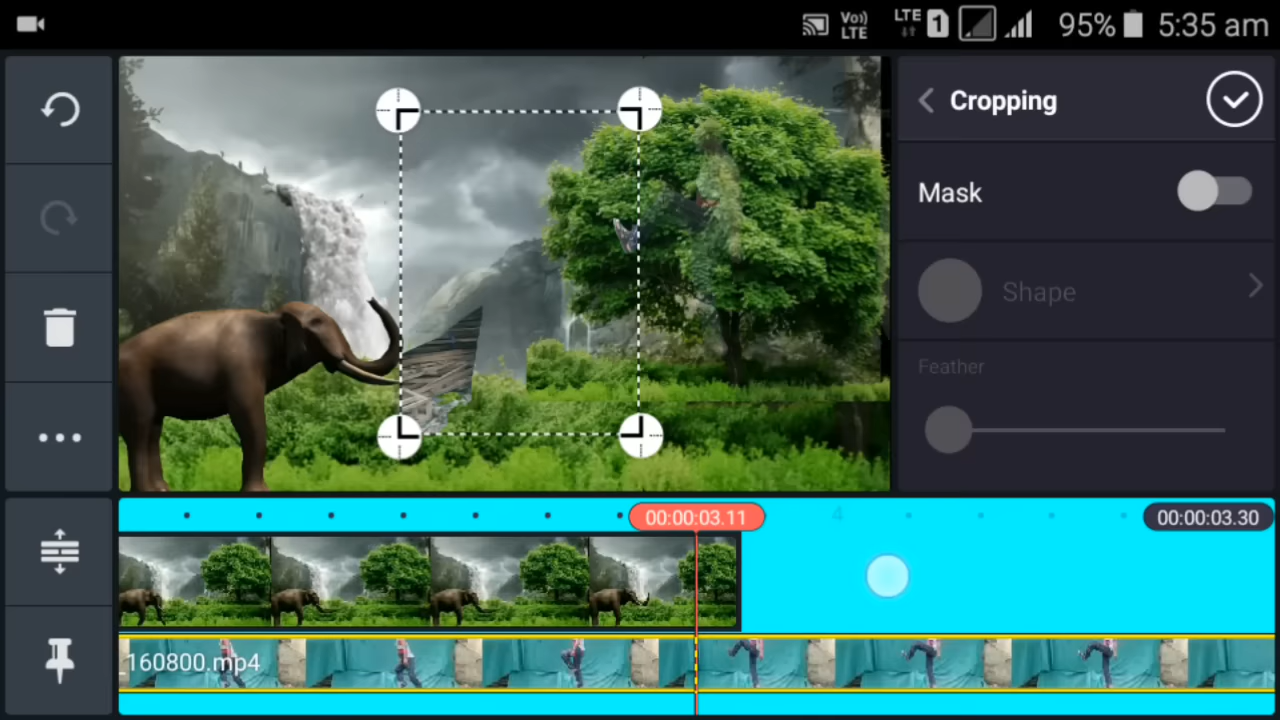 Vo))
LTE
LTE
1
95%
5:35 am
Cropping
Mask
Shape
Feather
00:00:03.11
4
00:00:03.30
160800.mp4